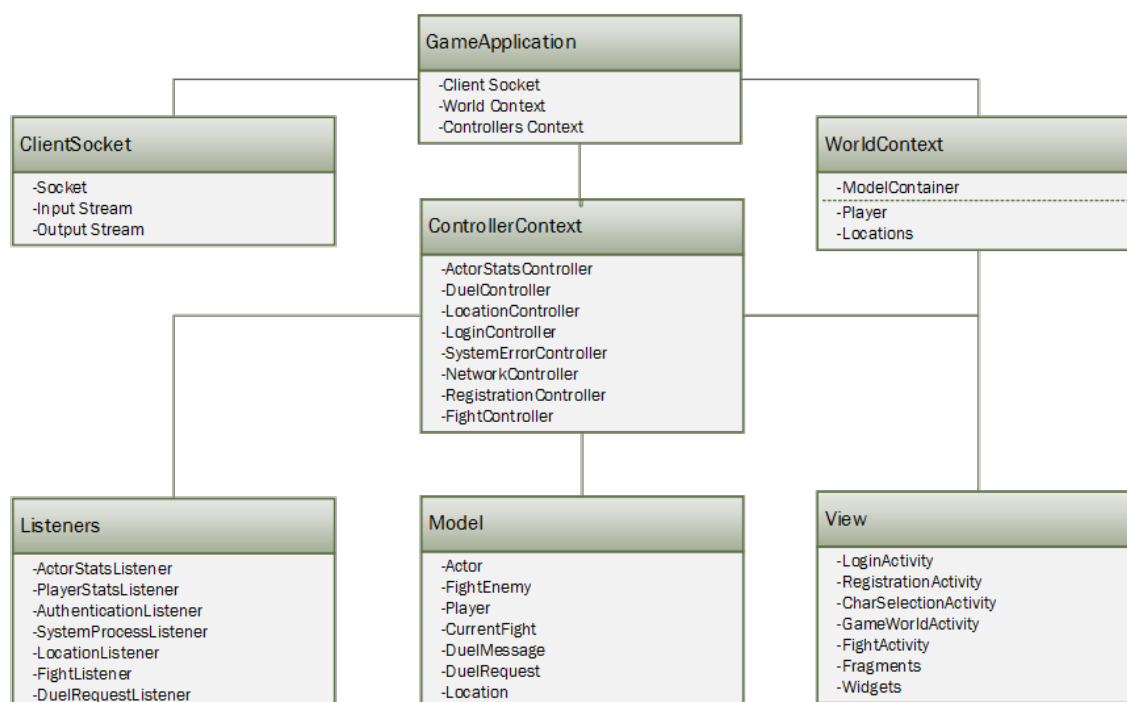 GameApplication
-Client Socket
-World Context
-Controllers Context
ClientSocket
-Socket
-Input Stream
-Output Stream
WorldContext
-ModelContainer
-Player
-Locations
ControllerContext
-ActorStatsController
-DuelController
-LocationController
-LoginController
-SystemErrorController
-NetworkController
-RegistrationController
-FightController
Listeners
-ActorStatsListener
-PlayerStatsListener
-AuthenticationListener
-SystemProcessListener
-LocationListener
-FightListener
-DuelRequestListener
Model
-Actor
-FightEnemy
-Player
-CurrentFight
-DuelMessage
-DuelRequest
-Location
View
-LoginActivity
-RegistrationActivity
-CharSelectionActivity
-GameWorldActivity
-FightActivity
-Fragments
-Widgets